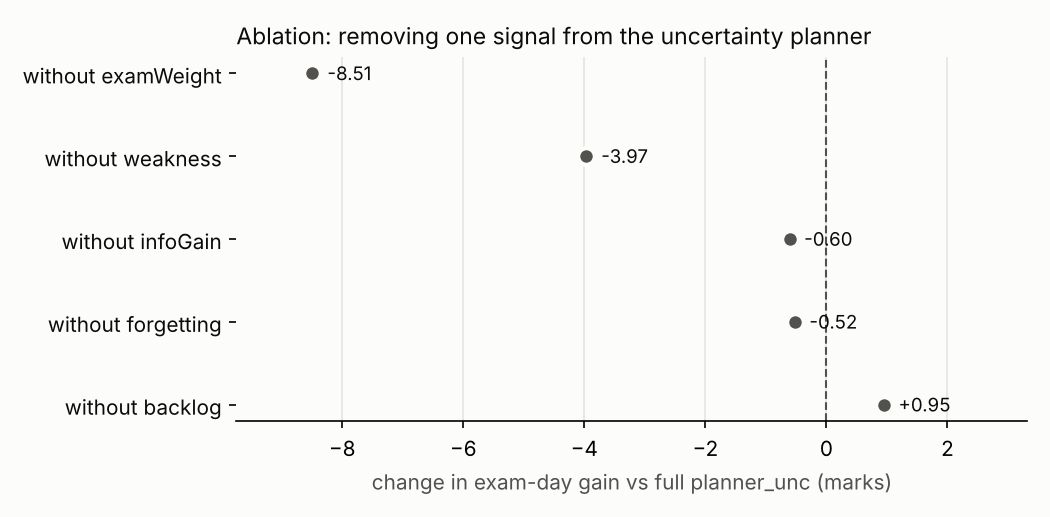 Ablation: removing one signal from the uncertainty planner
without examWeight
-8.51
without weakness
-3.97
without infoGain
-0.60
without forgetting
-0.52
without backlog
+0.95
−8 −6 −4 −2 0 2
change in exam-day gain vs full planner_unc (marks)